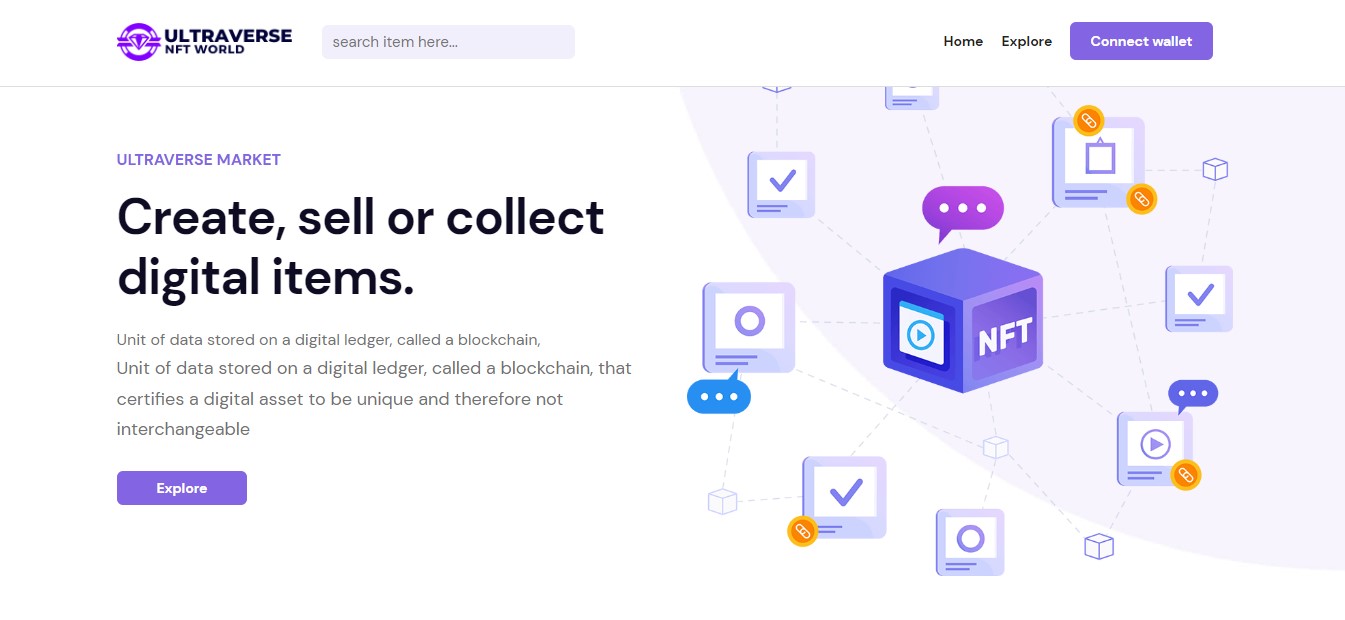 ULTRAVERSE
NFT WORLD
search item here...
Home
Explore
Connect wallet
ULTRAVERSE MARKET
Create, sell or collect
digital items.
Unit of data stored on a digital ledger, called a blockchain,
Unit of data stored on a digital ledger, called a blockchain, that
certifies a digital asset to be unique and therefore not
interchangeable
Explore
NFT